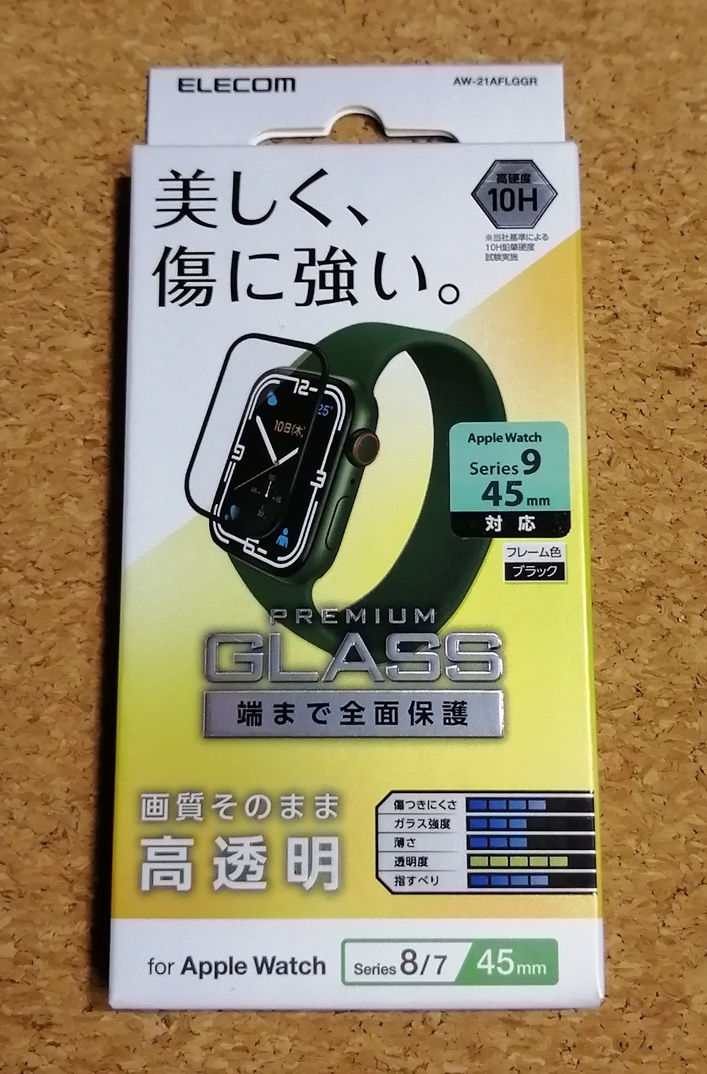 ELECOM
AW-21AFLGGR
美しく、
傷に強い。
高硬度
10H
※当社基準による
10H鉛筆硬度
試験実施
12
25°
10日(木)
9
3
6
Apple Watch
Series 9
45mm
対応
フレーム色
ブラック
PREMIUM
GLASS
端まで全面保護
画質そのまま
高透明
傷つきにくさ
ガラス強度
薄さ
透明度
指すべり
for Apple Watch
Series 8/7
45mm